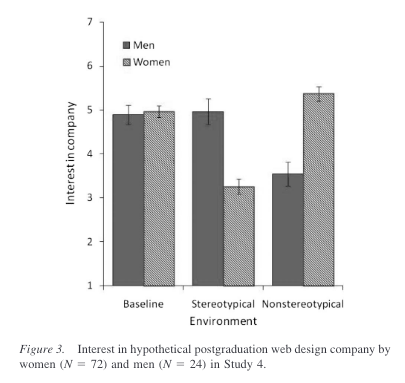 7
6
5
4
3
2
1
Interest in company
Men
Women
Baseline Stereotypical Nonstereotypical
Environment
Figure 3. Interest in hypothetical postgraduation web design company by
women (N = 72) and men (N = 24) in Study 4.